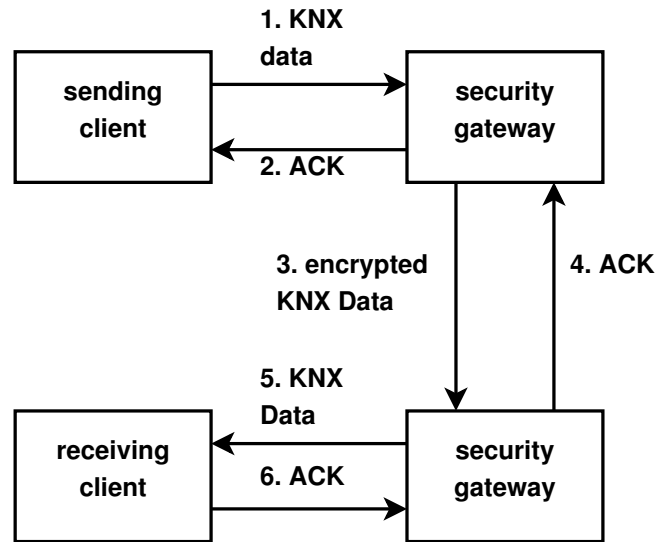 1. KNX
data
sending
client
security
gateway
2. ACK
3. encrypted
KNX Data
4. ACK
5. KNX
Data
receiving
client
security
gateway
6. ACK